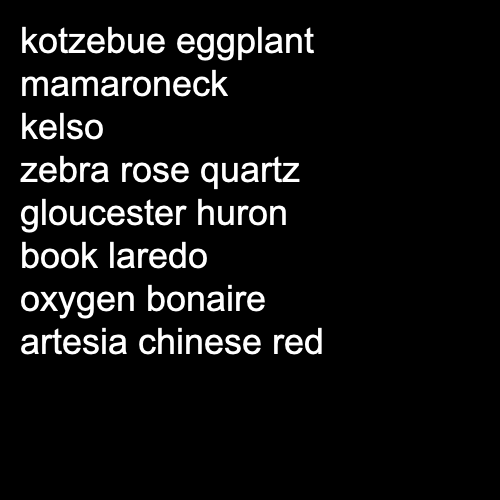 kotzebue eggplant
mamaroneck
kelso
zebra rose quartz
gloucester huron
book laredo
oxygen bonaire
artesia chinese red